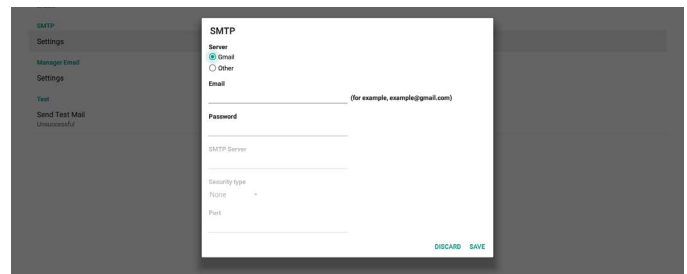 SMTP
Settings
Manager Email
Settings
Test
Send Test Mail
Unsuccessful
SMTP
Server
Gmail
Other
Email
(for example, example@gmail.com)
Password
SMTP Server
Security type
None
Port
DISCARD SAVE